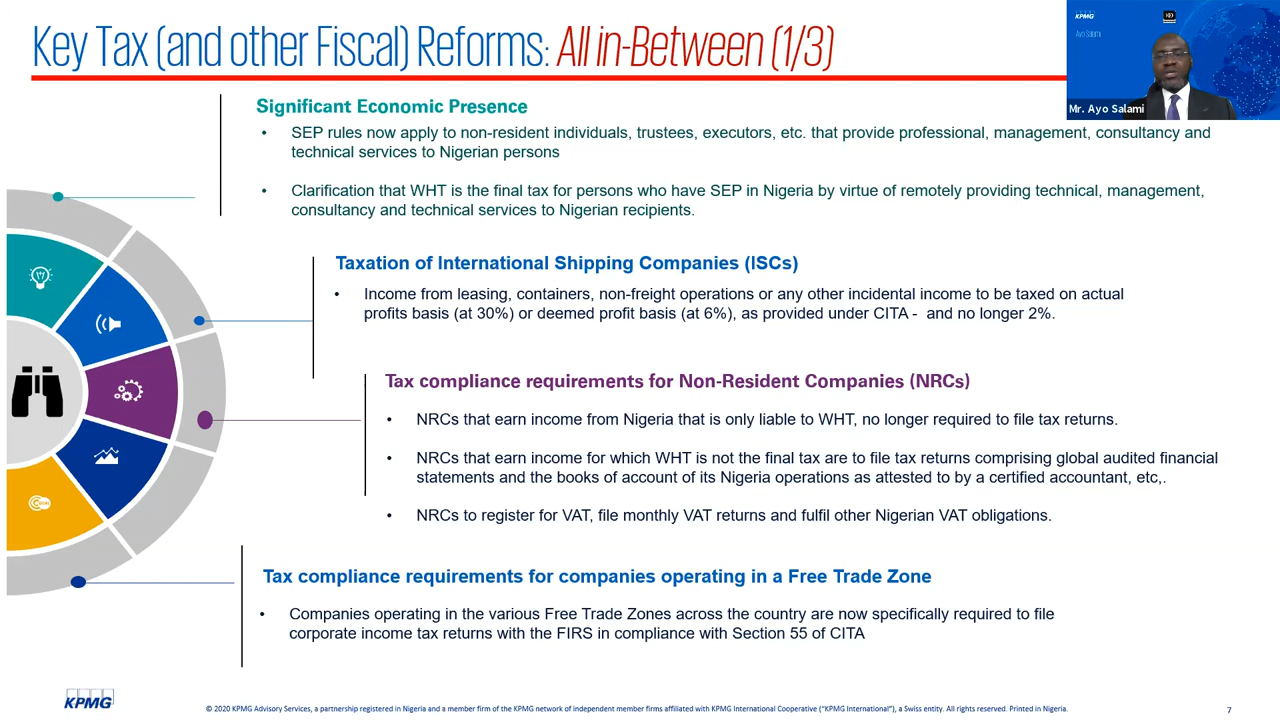 Key Tax (and other Fiscal) Reforms: All in-Between (1/3)
KPMG
Ayo Salami
Mr. Ayo Salami
Significant Economic Presence
• SEP rules now apply to non-resident individuals, trustees, executors, etc. that provide professional, management, consultancy and
technical services to Nigerian persons
• Clarification that WHT is the final tax for persons who have SEP in Nigeria by virtue of remotely providing technical, management,
consultancy and technical services to Nigerian recipients.
Taxation of International Shipping Companies (ISCs)
• Income from leasing, containers, non-freight operations or any other incidental income to be taxed on actual
profits basis (at 30%) or deemed profit basis (at 6%), as provided under CITA - and no longer 2%.
Tax compliance requirements for Non-Resident Companies (NRCs)
• NRCs that earn income from Nigeria that is only liable to WHT, no longer required to file tax returns.
• NRCs that earn income for which WHT is not the final tax are to file tax returns comprising global audited financial
statements and the books of account of its Nigeria operations as attested to by a certified accountant, etc,.
• NRCs to register for VAT, file monthly VAT returns and fulfil other Nigerian VAT obligations.
Tax compliance requirements for companies operating in a Free Trade Zone
• Companies operating in the various Free Trade Zones across the country are now specifically required to file
corporate income tax returns with the FIRS in compliance with Section 55 of CITA
KPMG
© 2020 KPMG Advisory Services, a partnership registered in Nigeria and a member firm of the KPMG network of independent member firms affiliated with KPMG International Cooperative ("KPMG International"), a Swiss entity. All rights reserved. Printed in Nigeria.
7